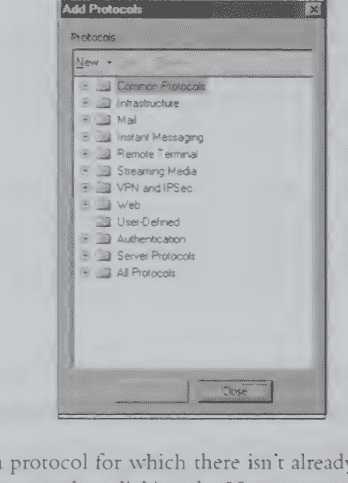 Add Protocols
Protocols
New
Common Protocols
Infrastructure
Mail
Instant Messaging
Remote Terminal
Streaming Media
VPN and IPSec
Web
User-Defined
Authentication
Server Protocols
All Protocols
Close
protocol for which there isn't already